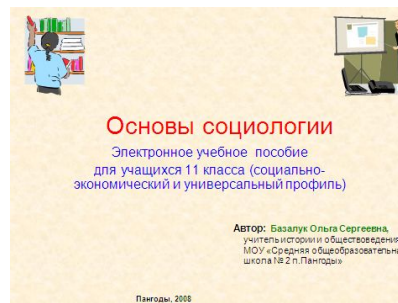 Основы социологии
Электронное учебное пособие
для учащихся 11 класса (социально-
экономический и универсальный профиль)
Автор: Базалук Ольга Сергеевна,
учитель истории и обществоведения
МОУ «Средняя общеобразовательна
школа № 2 п.Пангоды»
Пангоды, 2008